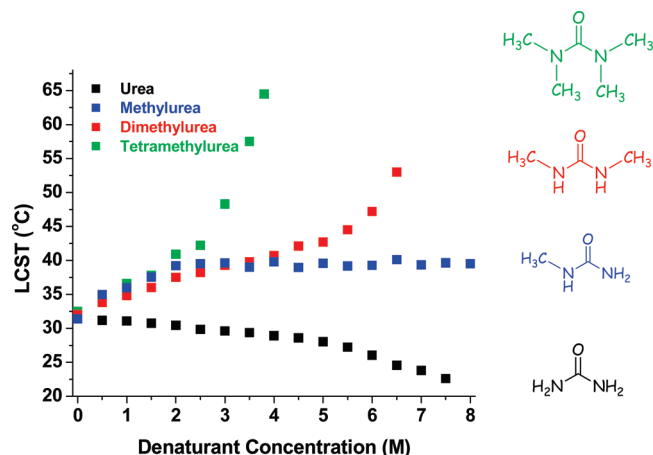 65
60
55
50
45
40
35
30
25
20
LCST (°C)
Urea
Methylurea
Dimethylurea
Tetramethylurea
0 1 2 3 4 5 6 7 8
Denaturant Concentration (M)
O
H₃C N N CH₃
CH₃ CH₃
O
H₃C N N CH₃
H H
O
H₃C N NH₂
H
O
H₂N NH₂